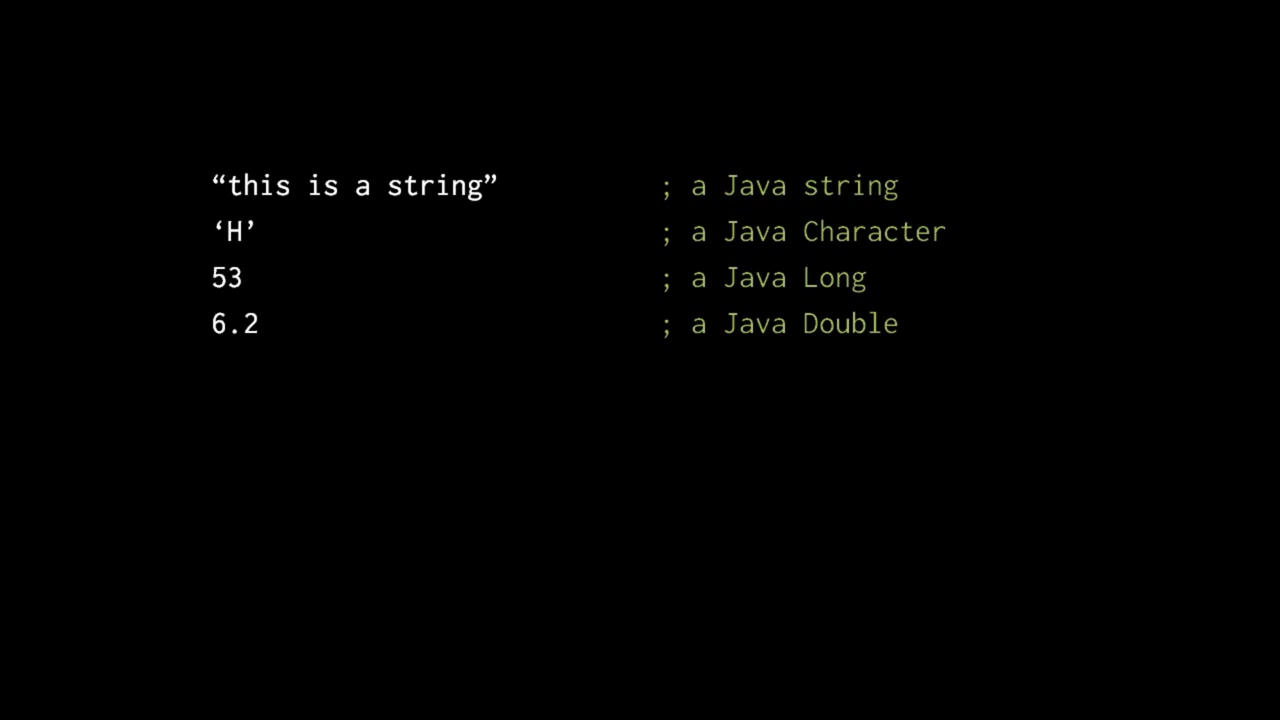 “this is a string” ; a Java string
‘H’ ; a Java Character
53 ; a Java Long
6.2 ; a Java Double